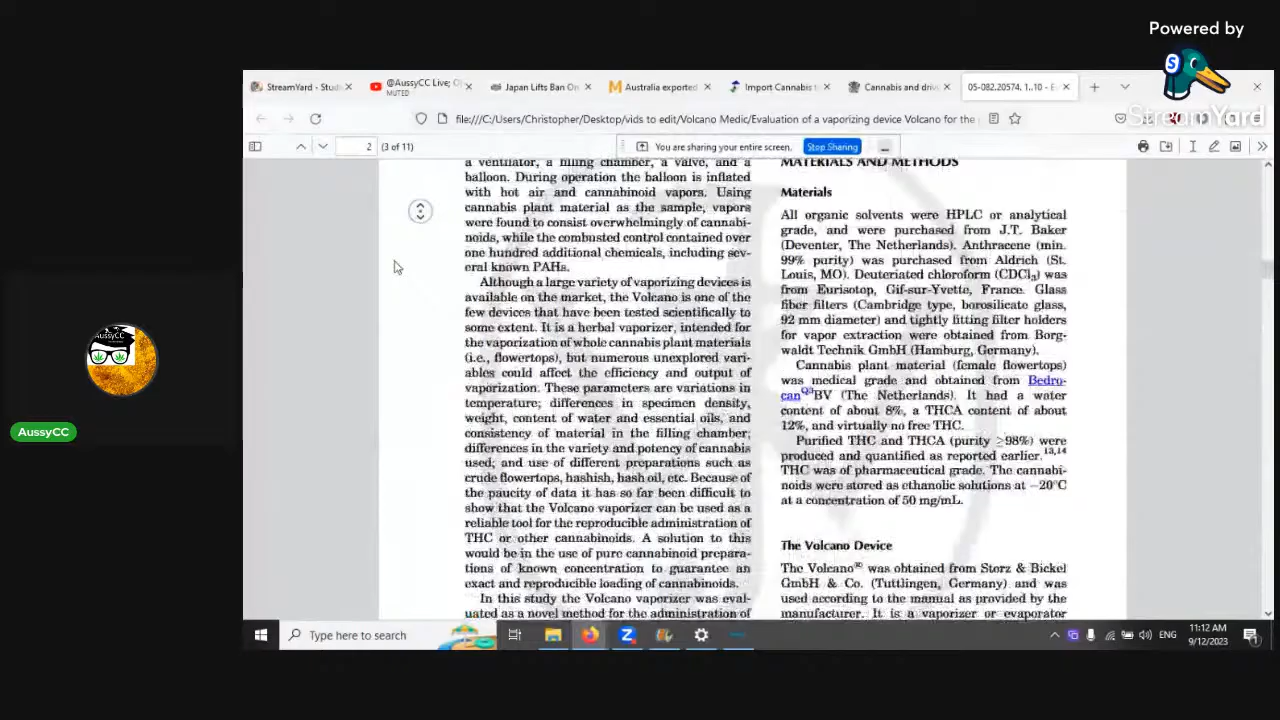 Powered by
StreamYard
StreamYard - Stud
@AussyCC Live; O
MUTED
Japan Lifts Ban On
Australia exported
Import Cannabis t
Cannabis and driv
05-082.20574. 1..10 - E
file:///C:/Users/Christopher/Desktop/vids to edit/Volcano Medic/Evaluation of a vaporizing device Volcano for the
2 (3 of 11)
You are sharing your entire screen.
Stop Sharing
a ventilator, a filling chamber, a valve, and a
balloon. During operation the balloon is inflated
with hot air and cannabinoid vapors. Using
cannabis plant material as the sample, vapors
were found to consist overwhelmingly of cannabi-
noids, while the combusted control contained over
one hundred additional chemicals, including sev-
eral known PAHs.
Although a large variety of vaporizing devices is
available on the market, the Volcano is one of the
few devices that have been tested scientifically to
some extent. It is a herbal vaporizer, intended for
the vaporization of whole cannabis plant materials
(i.e., flowertops), but numerous unexplored vari-
ables could affect the efficiency and output of
vaporization. These parameters are variations in
temperature; differences in specimen density,
weight, content of water and essential oils, and
consistency of material in the filling chamber;
differences in the variety and potency of cannabis
used; and use of different preparations such as
crude flowertops, hashish, hash oil, etc. Because of
the paucity of data it has so far been difficult to
show that the Volcano vaporizer can be used as a
reliable tool for the reproducible administration of
THC or other cannabinoids. A solution to this
would be in the use of pure cannabinoid prepara-
tions of known concentration to guarantee an
exact and reproducible loading of cannabinoids.
In this study the Volcano vaporizer was eval-
uated as a novel method for the administration of
MATERIALS AND METHODS
Materials
All organic solvents were HPLC or analytical
grade, and were purchased from J.T. Baker
(Deventer, The Netherlands). Anthracene (min.
99% purity) was purchased from Aldrich (St.
Louis, MO). Deuteriated chloroform (CDCl₃) was
from Eurisotop, Gif-sur-Yvette, France. Glass
fiber filters (Cambridge type, borosilicate glass,
92 mm diameter) and tightly fitting filter holders
for vapor extraction were obtained from Borg-
waldt Technik GmbH (Hamburg, Germany).
Cannabis plant material (female flowertops)
was medical grade and obtained from Bedro-
can Q3 BV (The Netherlands). It had a water
content of about 8%, a THCA content of about
12%, and virtually no free THC.
Purified THC and THCA (purity ≥98%) were
produced and quantified as reported earlier.13,14
THC was of pharmaceutical grade. The cannabi-
noids were stored as ethanolic solutions at −20°C
at a concentration of 50 mg/mL.
The Volcano Device
The Volcano® was obtained from Storz & Bickel
GmbH & Co. (Tuttlingen, Germany) and was
used according to the manual as provided by the
manufacturer. It is a vaporizer or evaporator
AussyCC
AussyCC
Type here to search
ENG
11:12 AM
9/12/2023